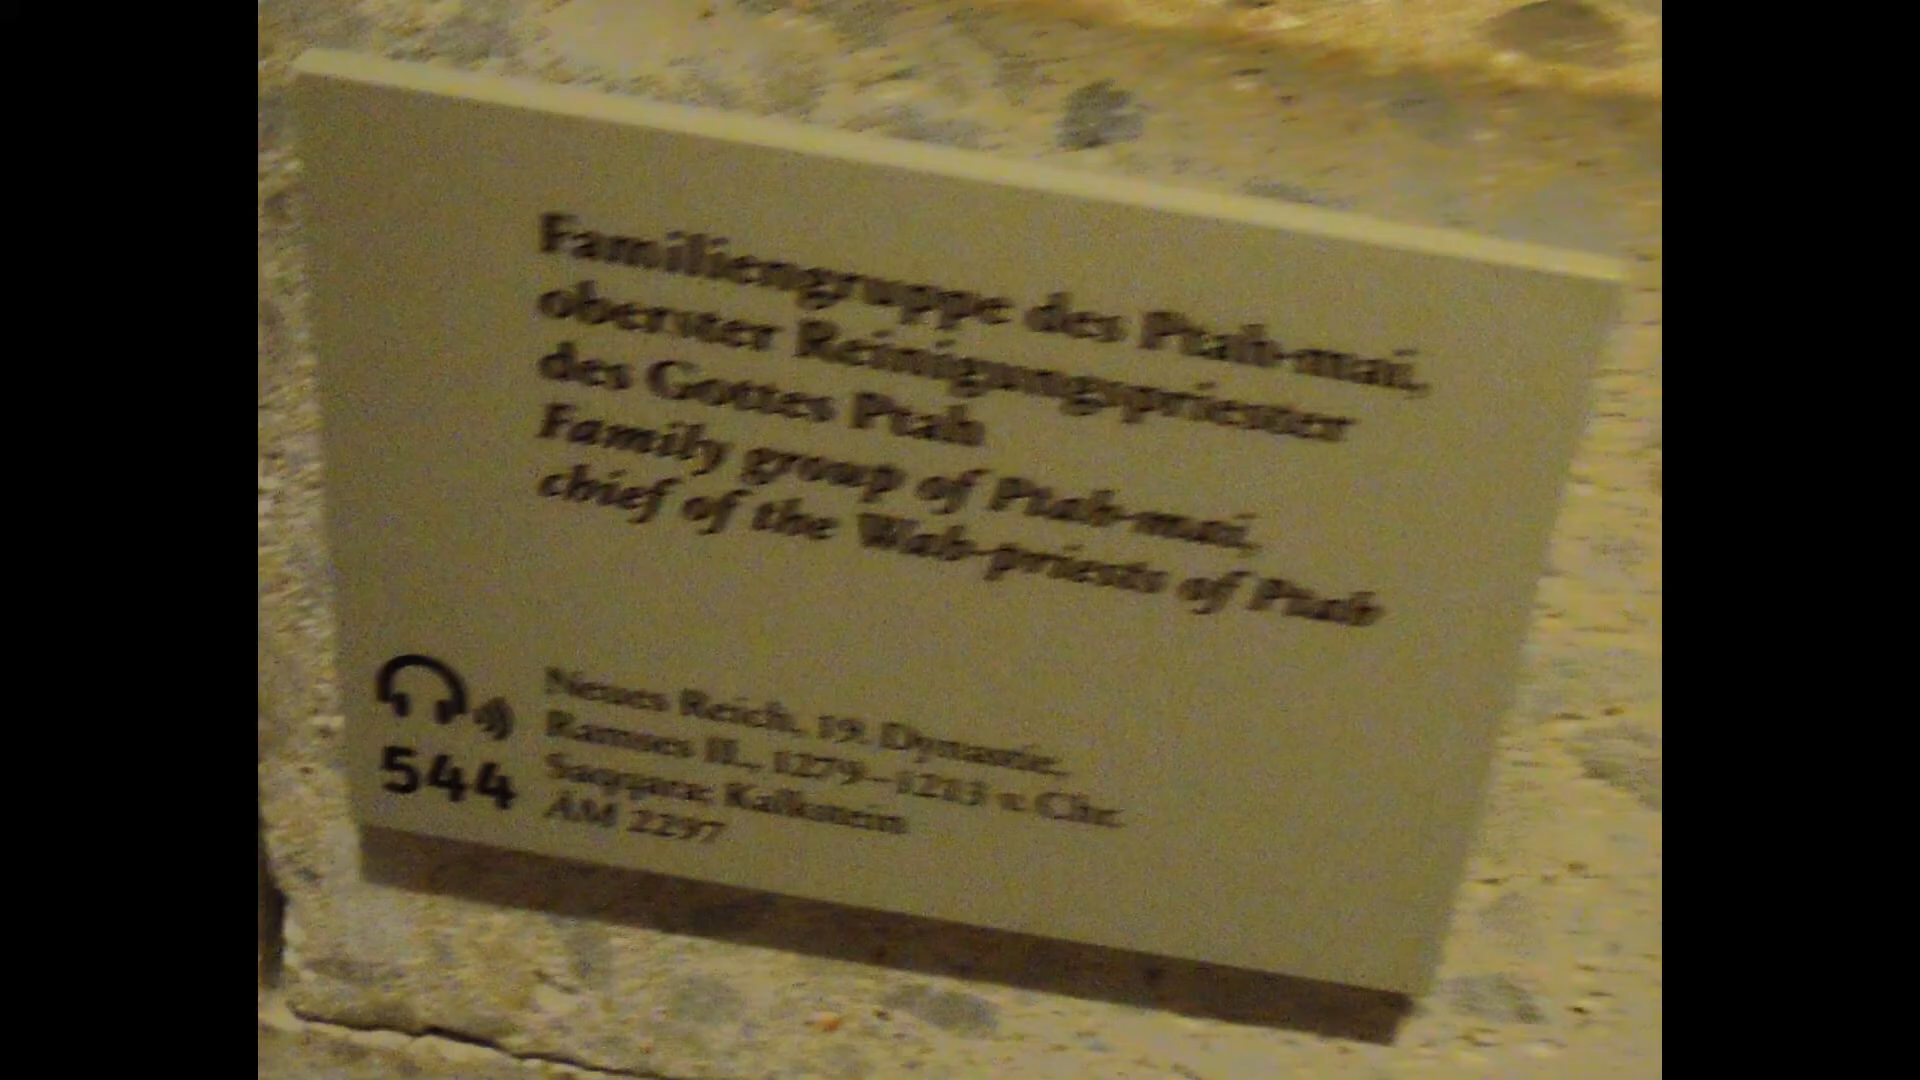 Familiengruppe des Ptah-mai,
oberster Reinigungspriester
des Gottes Ptah
Family group of Ptah-mai,
chief of the Wab-priests of Ptah
544
Neues Reich, 19. Dynastie,
Ramses II., 1279–1213 v. Chr.
Saqqara; Kalkstein
ÄM 2297